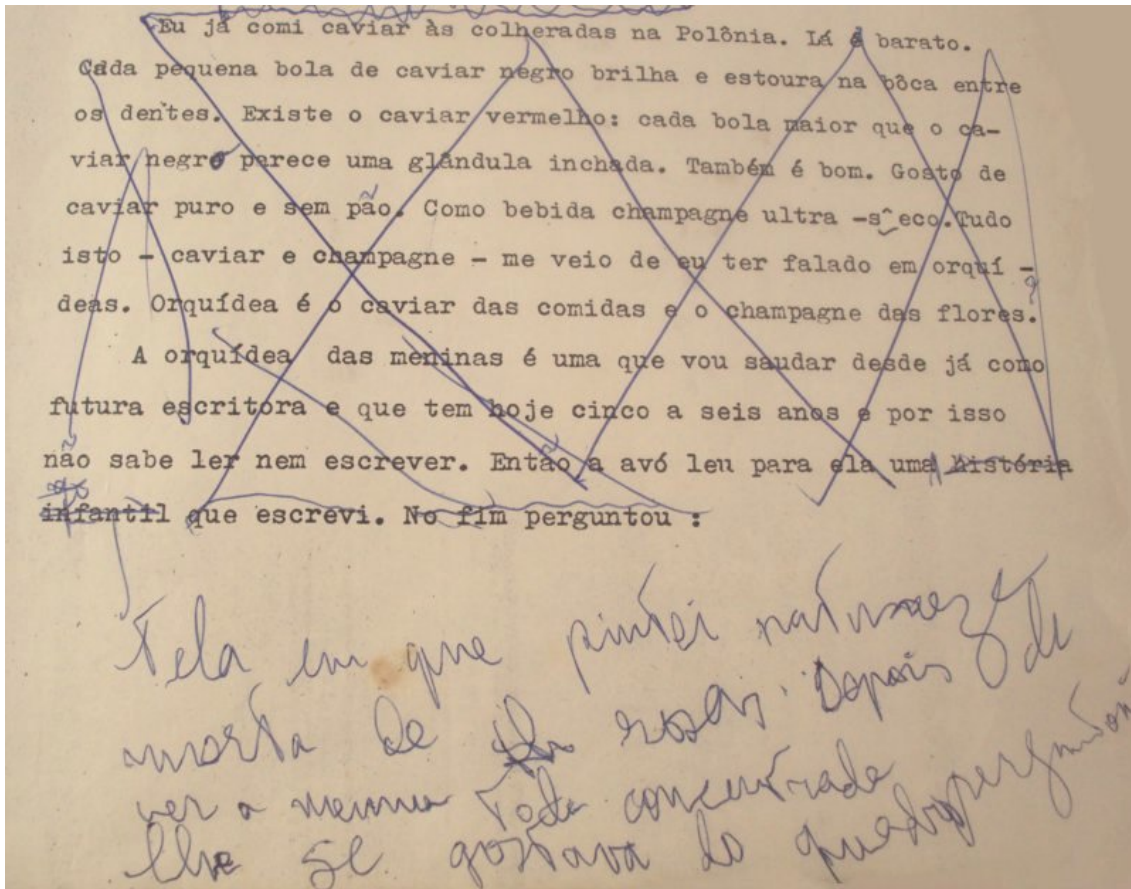 Eu já comi caviar às colheradas na Polônia. Lá é barato.
Cada pequena bola de caviar negro brilha e estoura na bôca entre
os dentes. Existe o caviar vermelho: cada bola maior que o ca-
viar negro parece uma glândula inchada. Também é bom. Gosto de
caviar puro e sem pão. Como bebida champagne ultra -sêco.Tudo
isto - caviar e champagne - me veio de eu ter falado em orquí -
deas. Orquídea é o caviar das comidas e o champagne das flores.
A orquídea das meninas é uma que vou saudar desde já como
futura escritora e que tem hoje cinco a seis anos e por isso
não sabe ler nem escrever. Então a avó leu para ela uma história
infantil que escrevi. No fim perguntou :
Tela em que pintei natureza
morta de rosas. Depois de
ver a menina toda concentrada
lhe se gostava do quadro